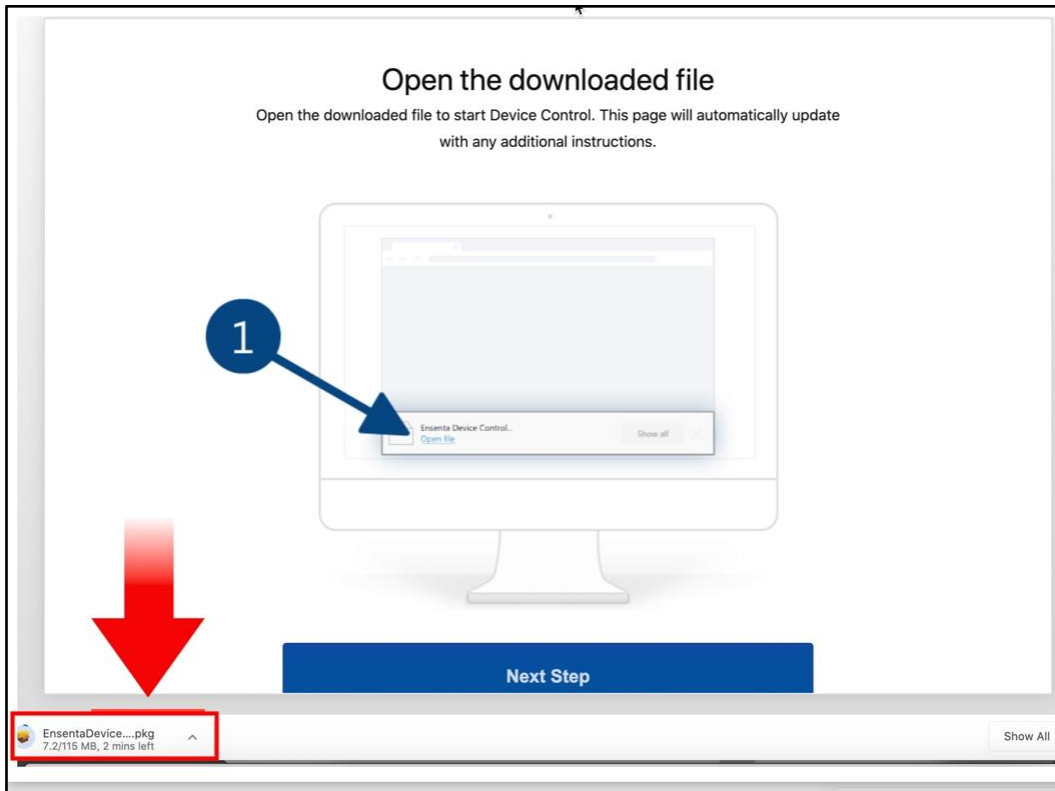 Open the downloaded file
Open the downloaded file to start Device Control. This page will automatically update
with any additional instructions.
1
Ensenta Device Control..
Open file
Show all
Next Step
EnsentaDevice....pkg
7.2/115 MB, 2 mins left
Show All